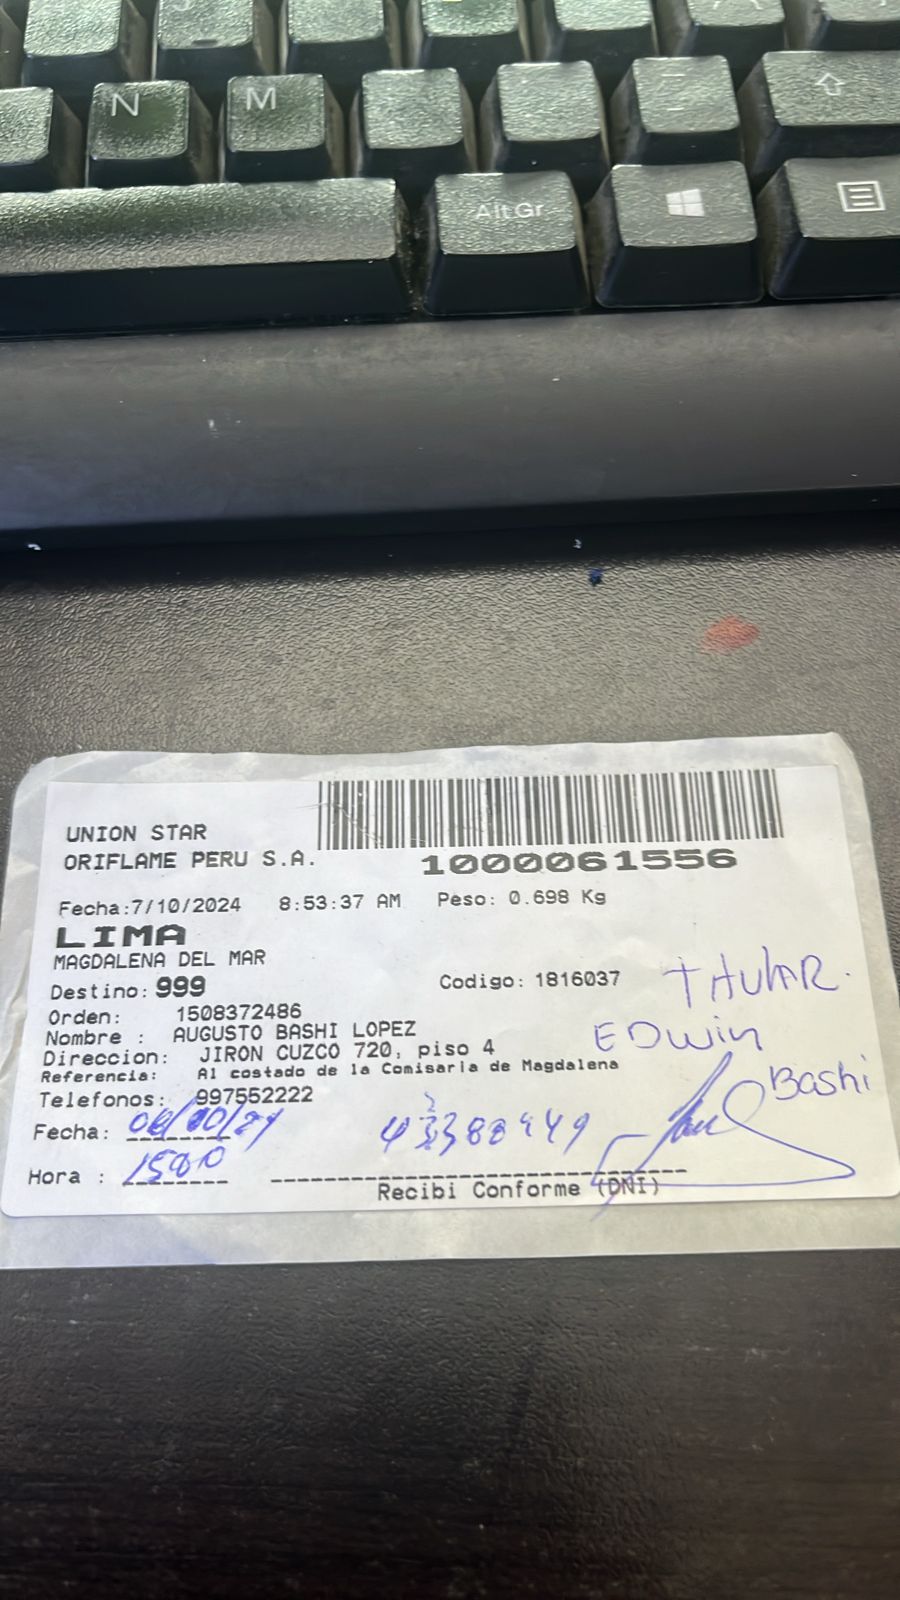 N M
Alt Gr
UNION STAR
ORIFLAME PERU S.A.
1000061556
Fecha:7/10/2024 8:53:37 AM Peso: 0.698 Kg
LIMA
MAGDALENA DEL MAR
Destino: 999 Codigo: 1816037
Orden: 1508372486
Nombre : AUGUSTO BASHI LOPEZ
Direccion: JIRON CUZCO 720, piso 4
Referencia: Al costado de la Comisaria de Magdalena
Telefonos: 997552222
TitulAR.
EDwin
Bashi
Fecha:
Hora :
Recibi Conforme (DNI)